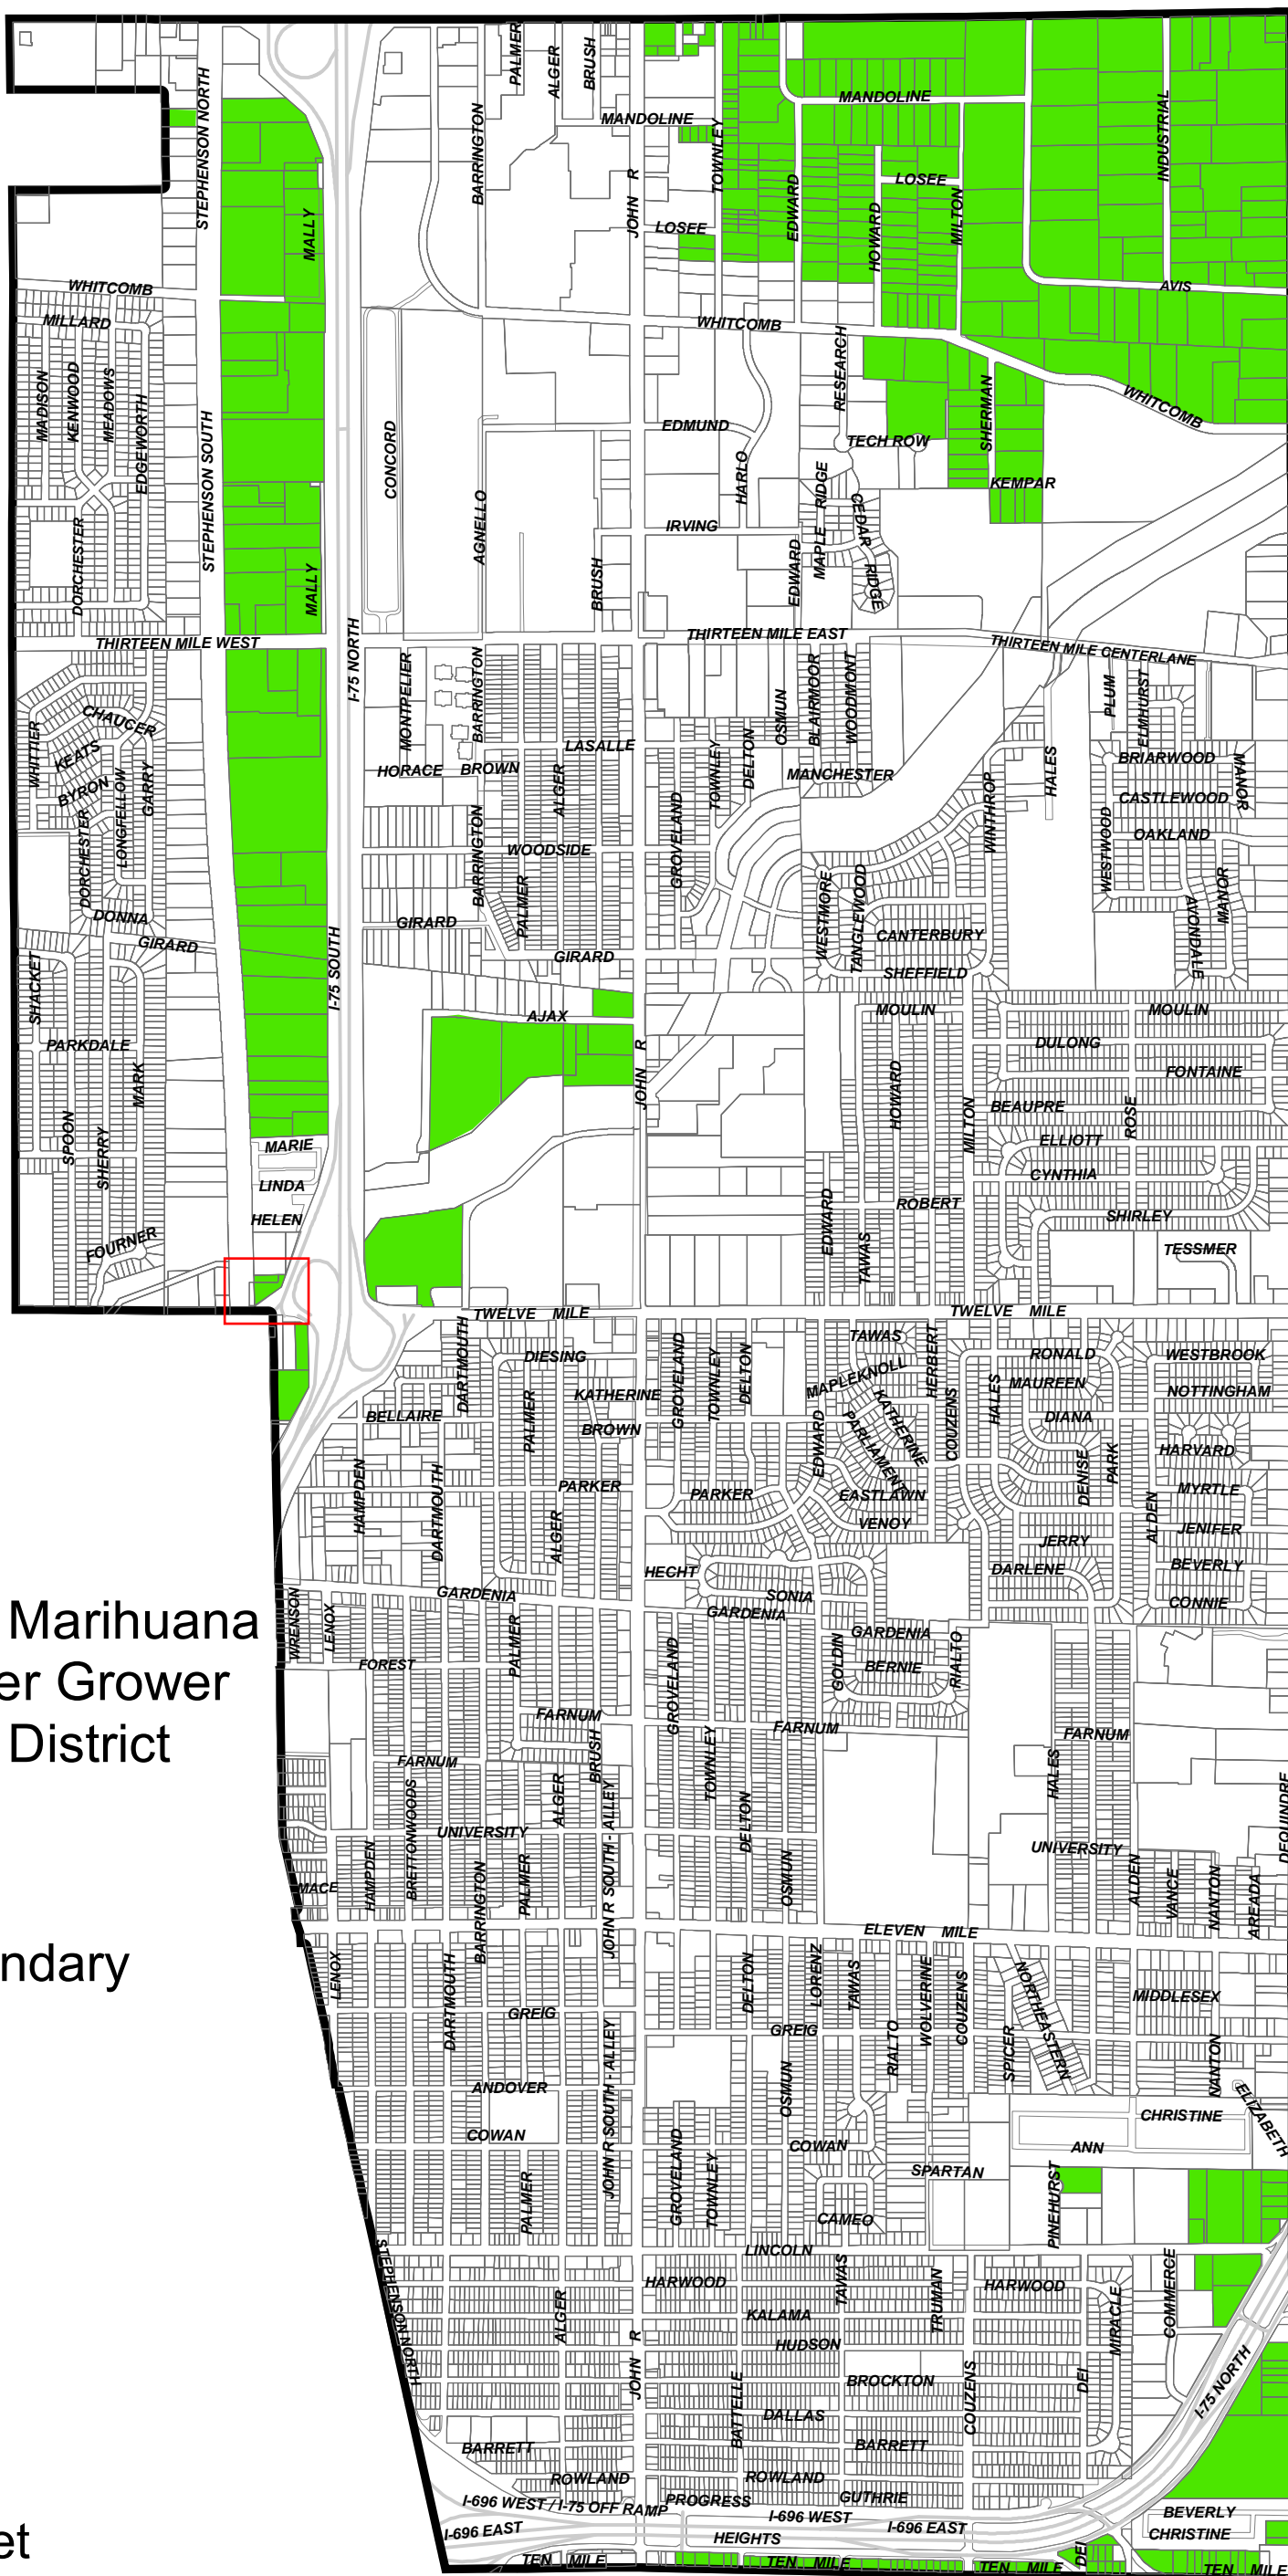 PALMER
ALGER
BRUSH
STEPHENSON NORTH
MANDOLINE
MANDOLINE
INDUSTRIAL
BARRINGTON
TOWNLEY
JOHN R
LOSEE
EDWARD
HOWARD
MILTON
MALLY
LOSEE
WHITCOMB
AVIS
MILLARD
WHITCOMB
RESEARCH
MADISON
KENWOOD
MEADOWS
EDGEWORTH
STEPHENSON SOUTH
CONCORD
EDMUND
TECH ROW
SHERMAN
WHITCOMB
HARLO
KEMPAR
AGNELLO
IRVING
MAPLE RIDGE
CEDAR RIDGE
DORCHESTER
MALLY
BRUSH
EDWARD
THIRTEEN MILE WEST
THIRTEEN MILE EAST
THIRTEEN MILE CENTERLANE
I-75 NORTH
MONTPELIER
BARRINGTON
OSMUN
BLAIRMOOR
WOODMONT
PLUM
ELMHURST
WHITTIER
CHAUCER
KEATS
BYRON
LONGFELLOW
GARRY
DORCHESTER
LASALLE
HORACE BROWN
ALGER
TOWNLEY
DELTON
MANCHESTER
HALES
BRIARWOOD
MANOR
CASTLEWOOD
OAKLAND
WINTHROP
WESTWOOD
BARRINGTON
WOODSIDE
GROVELAND
PALMER
WESTMORE
TANGLEWOOD
AVONDALE
MANOR
DONNA
GIRARD
GIRARD
GIRARD
CANTERBURY
SHEFFIELD
I-75 SOUTH
SHACKET
AJAX
MOULIN
MOULIN
PARKDALE
DULONG
MARK
JOHN R
HOWARD
FONTAINE
BEAUPRE
ROSE
SPOON
SHERRY
MARIE
MILTON
ELLIOTT
CYNTHIA
LINDA
ROBERT
HELEN
EDWARD
SHIRLEY
FOURNER
TAWAS
TESSMER
TWELVE MILE
TWELVE MILE
DARTMOUTH
DIESING
GROVELAND
TOWNLEY
DELTON
TAWAS
HERBERT
RONALD
WESTBROOK
MAPLEKNOLL
KATHERINE
KATHERINE
PALMER
COUZENS
HALES
MAUREEN
NOTTINGHAM
BELLAIRE
BROWN
EDWARD
PARLIAMENT
DIANA
HARVARD
HAMPDEN
DARTMOUTH
PARKER
PARKER
EASTLAWN
DENISE
PARK
MYRTLE
ALGER
VENOY
ALDEN
JENIFER
JERRY
HECHT
DARLENE
BEVERLY
GARDENIA
SONIA
CONNIE
WRENSON
LENOX
GARDENIA
Marihuana
PALMER
GARDENIA
FOREST
GROVELAND
GOLDIN
BERNIE
RIALTO
er Grower
FARNUM
FARNUM
FARNUM
District
FARNUM
BRUSH
TOWNLEY
HALES
BRETTONWOODS
ALGER
UNIVERSITY
JOHN R SOUTH - ALLEY
DELTON
UNIVERSITY
DEQUINDRE
MACE
HAMPDEN
BARRINGTON
PALMER
OSMUN
ALDEN
VANCE
NANTON
AREADA
ELEVEN MILE
ndary
LENOX
DARTMOUTH
DELTON
LORENZ
TAWAS
WOLVERINE
COUZENS
NORTHEASTERN
MIDDLESEX
GREIG
GREIG
RIALTO
SPICER
NANTON
JOHN R SOUTH - ALLEY
ANDOVER
OSMUN
ELIZABETH
CHRISTINE
COWAN
COWAN
ANN
GROVELAND
TOWNLEY
PALMER
SPARTAN
PINEHURST
CAMEO
LINCOLN
STEPHENSON NORTH
HARWOOD
TAWAS
HARWOOD
COMMERCE
ALGER
KALAMA
TRUMAN
MIRACLE
HUDSON
JOHN R
BROCKTON
DEI
I-75 NORTH
BATTELLE
DALLAS
COUZENS
BARRETT
BARRETT
ROWLAND
ROWLAND
I-696 WEST / I-75 OFF RAMP
PROGRESS
GUTHRIE
I-696 WEST
BEVERLY
I-696 EAST
I-696 EAST
CHRISTINE
HEIGHTS
et
TEN MILE
TEN MILE
TEN MILE
DEI
TEN MILE